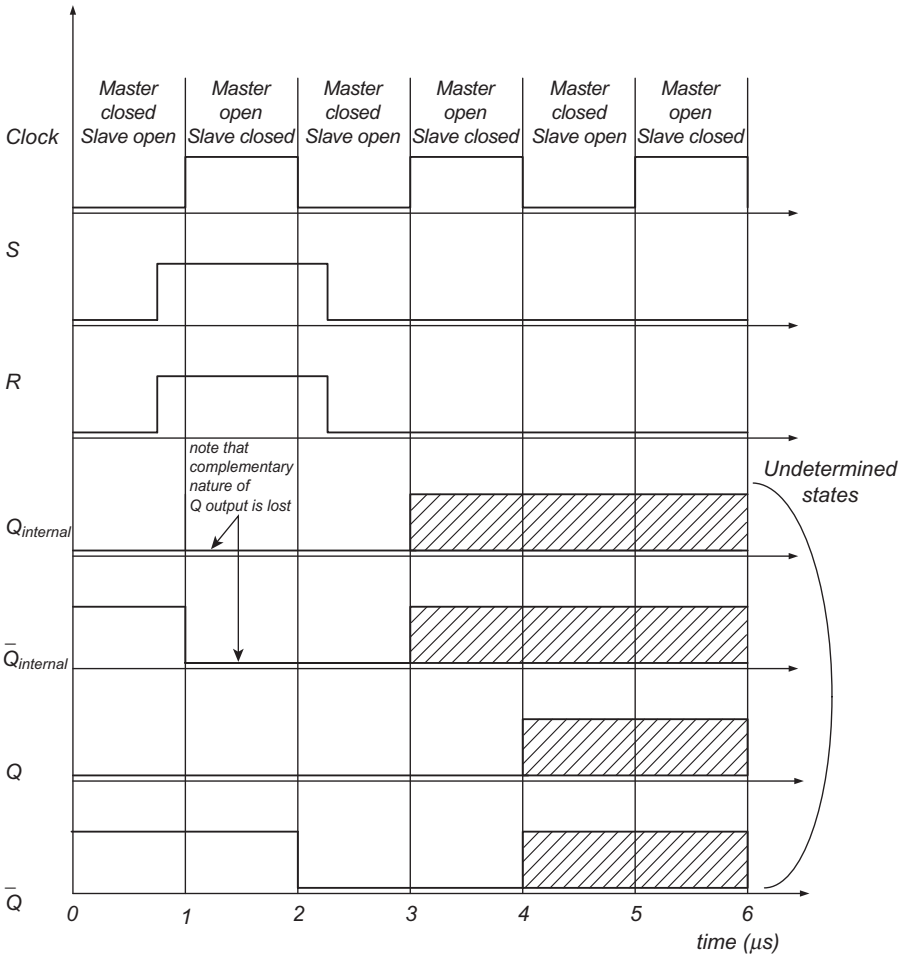 Master closed Slave open
Master open Slave closed
Master closed Slave open
Master open Slave closed
Master closed Slave open
Master open Slave closed
Clock
S
R
note that
complementary
nature of
Q output is lost
Undetermined
states
Qinternal
Q̅internal
Q
Q̅
0 1 2 3 4 5 6
time (μs)